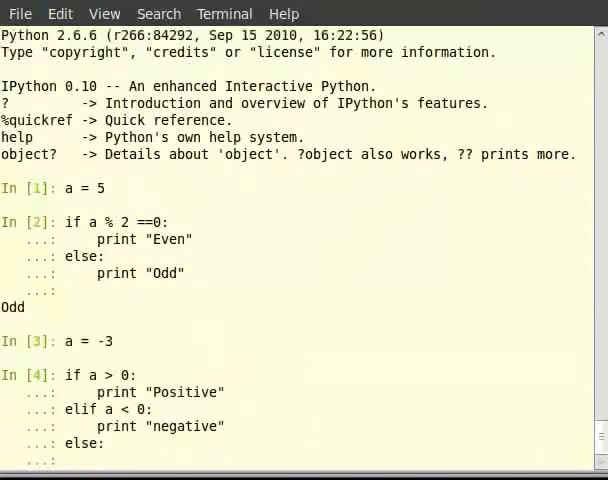 File Edit View Search Terminal Help
Python 2.6.6 (r266:84292, Sep 15 2010, 16:22:56)
Type "copyright", "credits" or "license" for more information.
IPython 0.10 -- An enhanced Interactive Python.
? -> Introduction and overview of IPython's features.
%quickref -> Quick reference.
help -> Python's own help system.
object? -> Details about 'object'. ?object also works, ?? prints more.
In [1]: a = 5
In [2]: if a % 2 ==0:
...: print "Even"
...: else:
...: print "Odd"
...:
Odd
In [3]: a = -3
In [4]: if a > 0:
...: print "Positive"
...: elif a < 0:
...: print "negative"
...: else:
...: